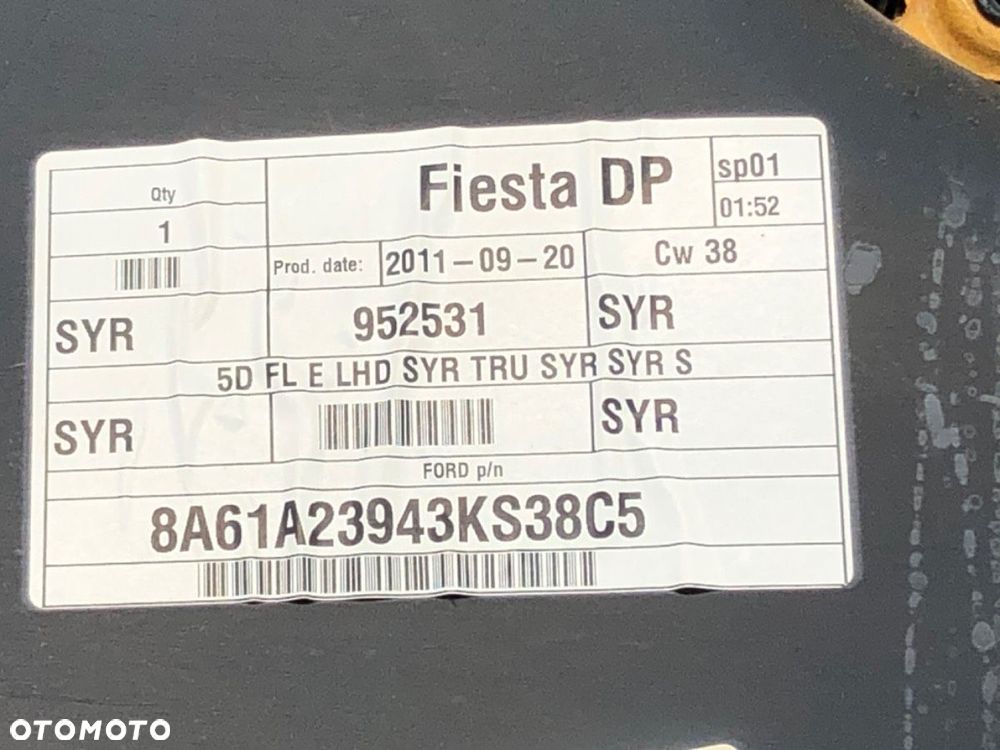 Qty
1
Fiesta DP
sp01
01:52
Prod. date:
2011-09-20
Cw 38
SYR
952531
SYR
5D FL E LHD SYR TRU SYR SYR S
SYR
SYR
FORD p/n
8A61A23943KS38C5
OTOMOTO